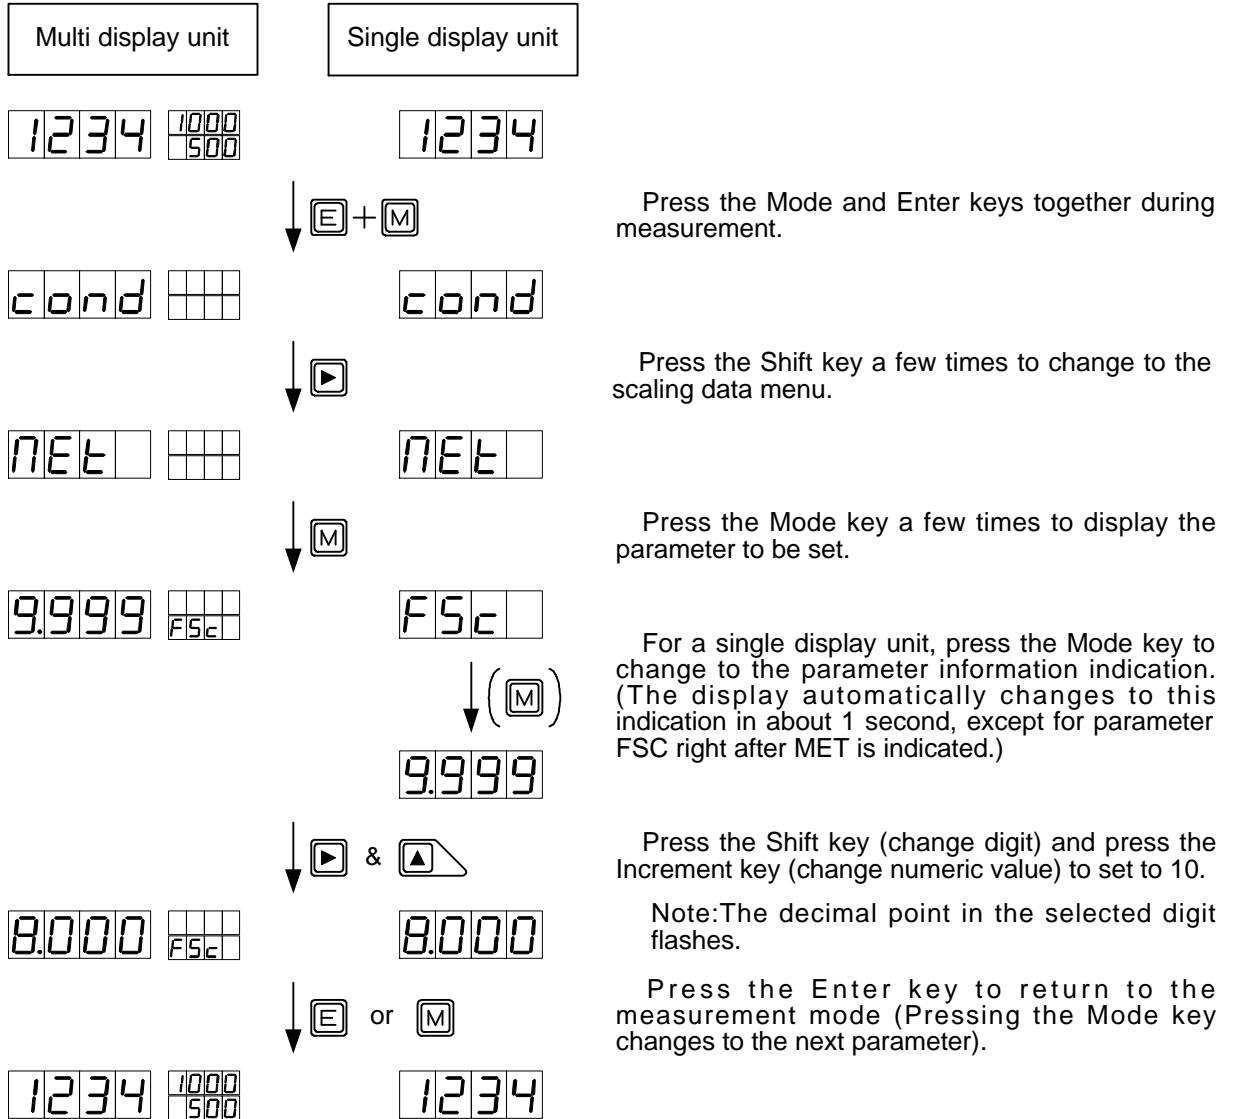 Multi display unit Single display unit
1234 1000 1234
500
E + M
Press the Mode and Enter keys together during
measurement.
cond cond
Press the Shift key a few times to change to the
scaling data menu.
MEt MEt
M
Press the Mode key a few times to display the
parameter to be set.
9.999 FSc FSc
For a single display unit, press the Mode key to
change to the parameter information indication.
(The display automatically changes to this
indication in about 1 second, except for parameter
FSC right after MET is indicated.)
( M )
9.999
&
Press the Shift key (change digit) and press the
Increment key (change numeric value) to set to 10.
Note:The decimal point in the selected digit
flashes.
8.000 FSc 8.000
E or M
Press the Enter key to return to the
measurement mode (Pressing the Mode key
changes to the next parameter).
1234 1000 1234
500